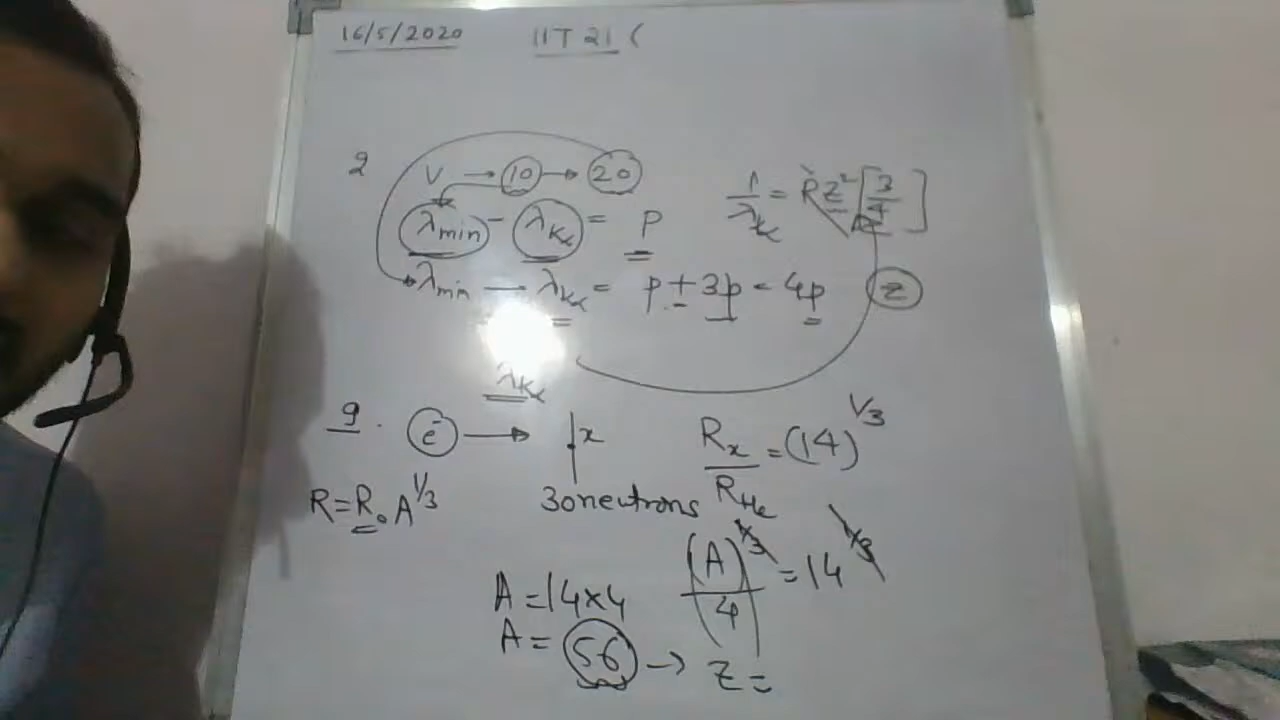 16/5/2020 IIT 21 (
2 V → 10 → 20
λmin - λKα = p
1/λKα = RZ² [3/4]
λmin — λKα = p + 3p = 4p
Z
λKα
9. e⁻ → | x
Rx/RHe = (14)^1/3
R = R₀A^1/3
30 neutrons
(A/4)^1/3 = 14^1/3
A = 14×4
A = 56 → Z =